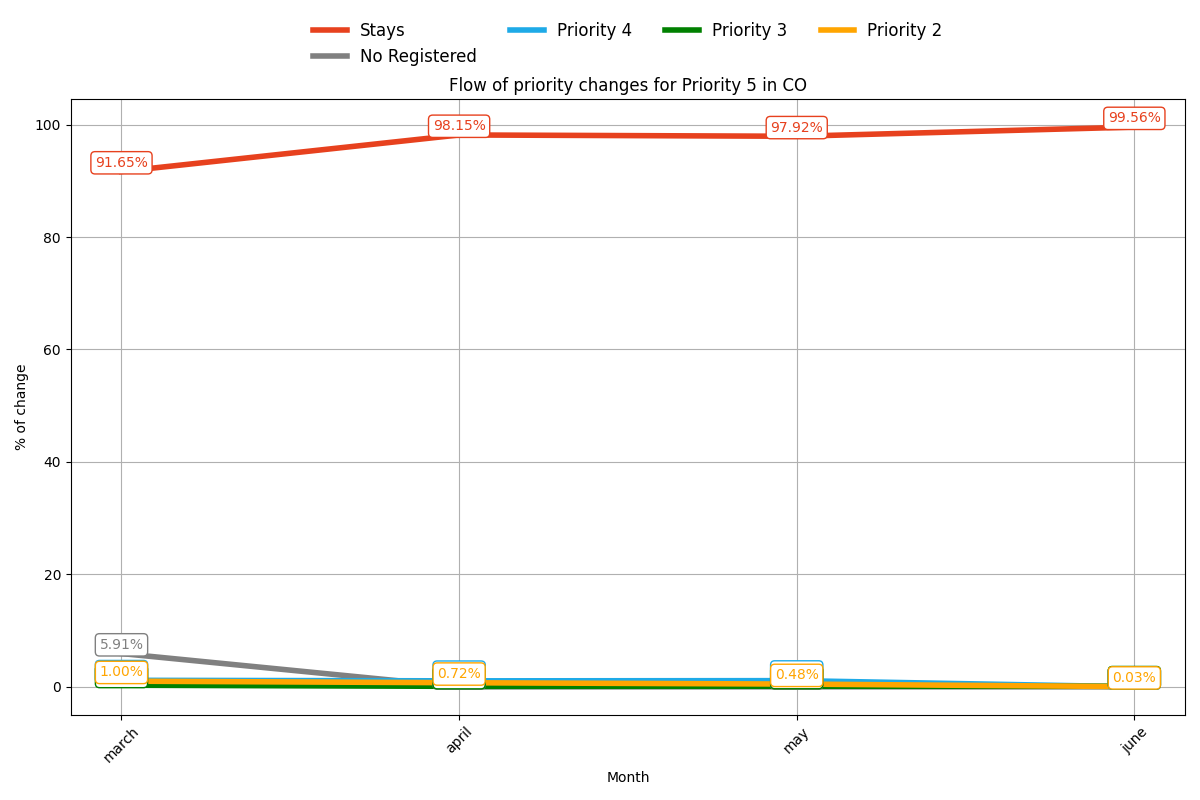 Stays Priority 4 Priority 3 Priority 2
No Registered
Flow of priority changes for Priority 5 in CO
100
80
60
40
20
0
% of change
91.65%
98.15%
97.92%
99.56%
5.91%
1.00%
0.72%
0.48%
0.03%
march
april
may
june
Month